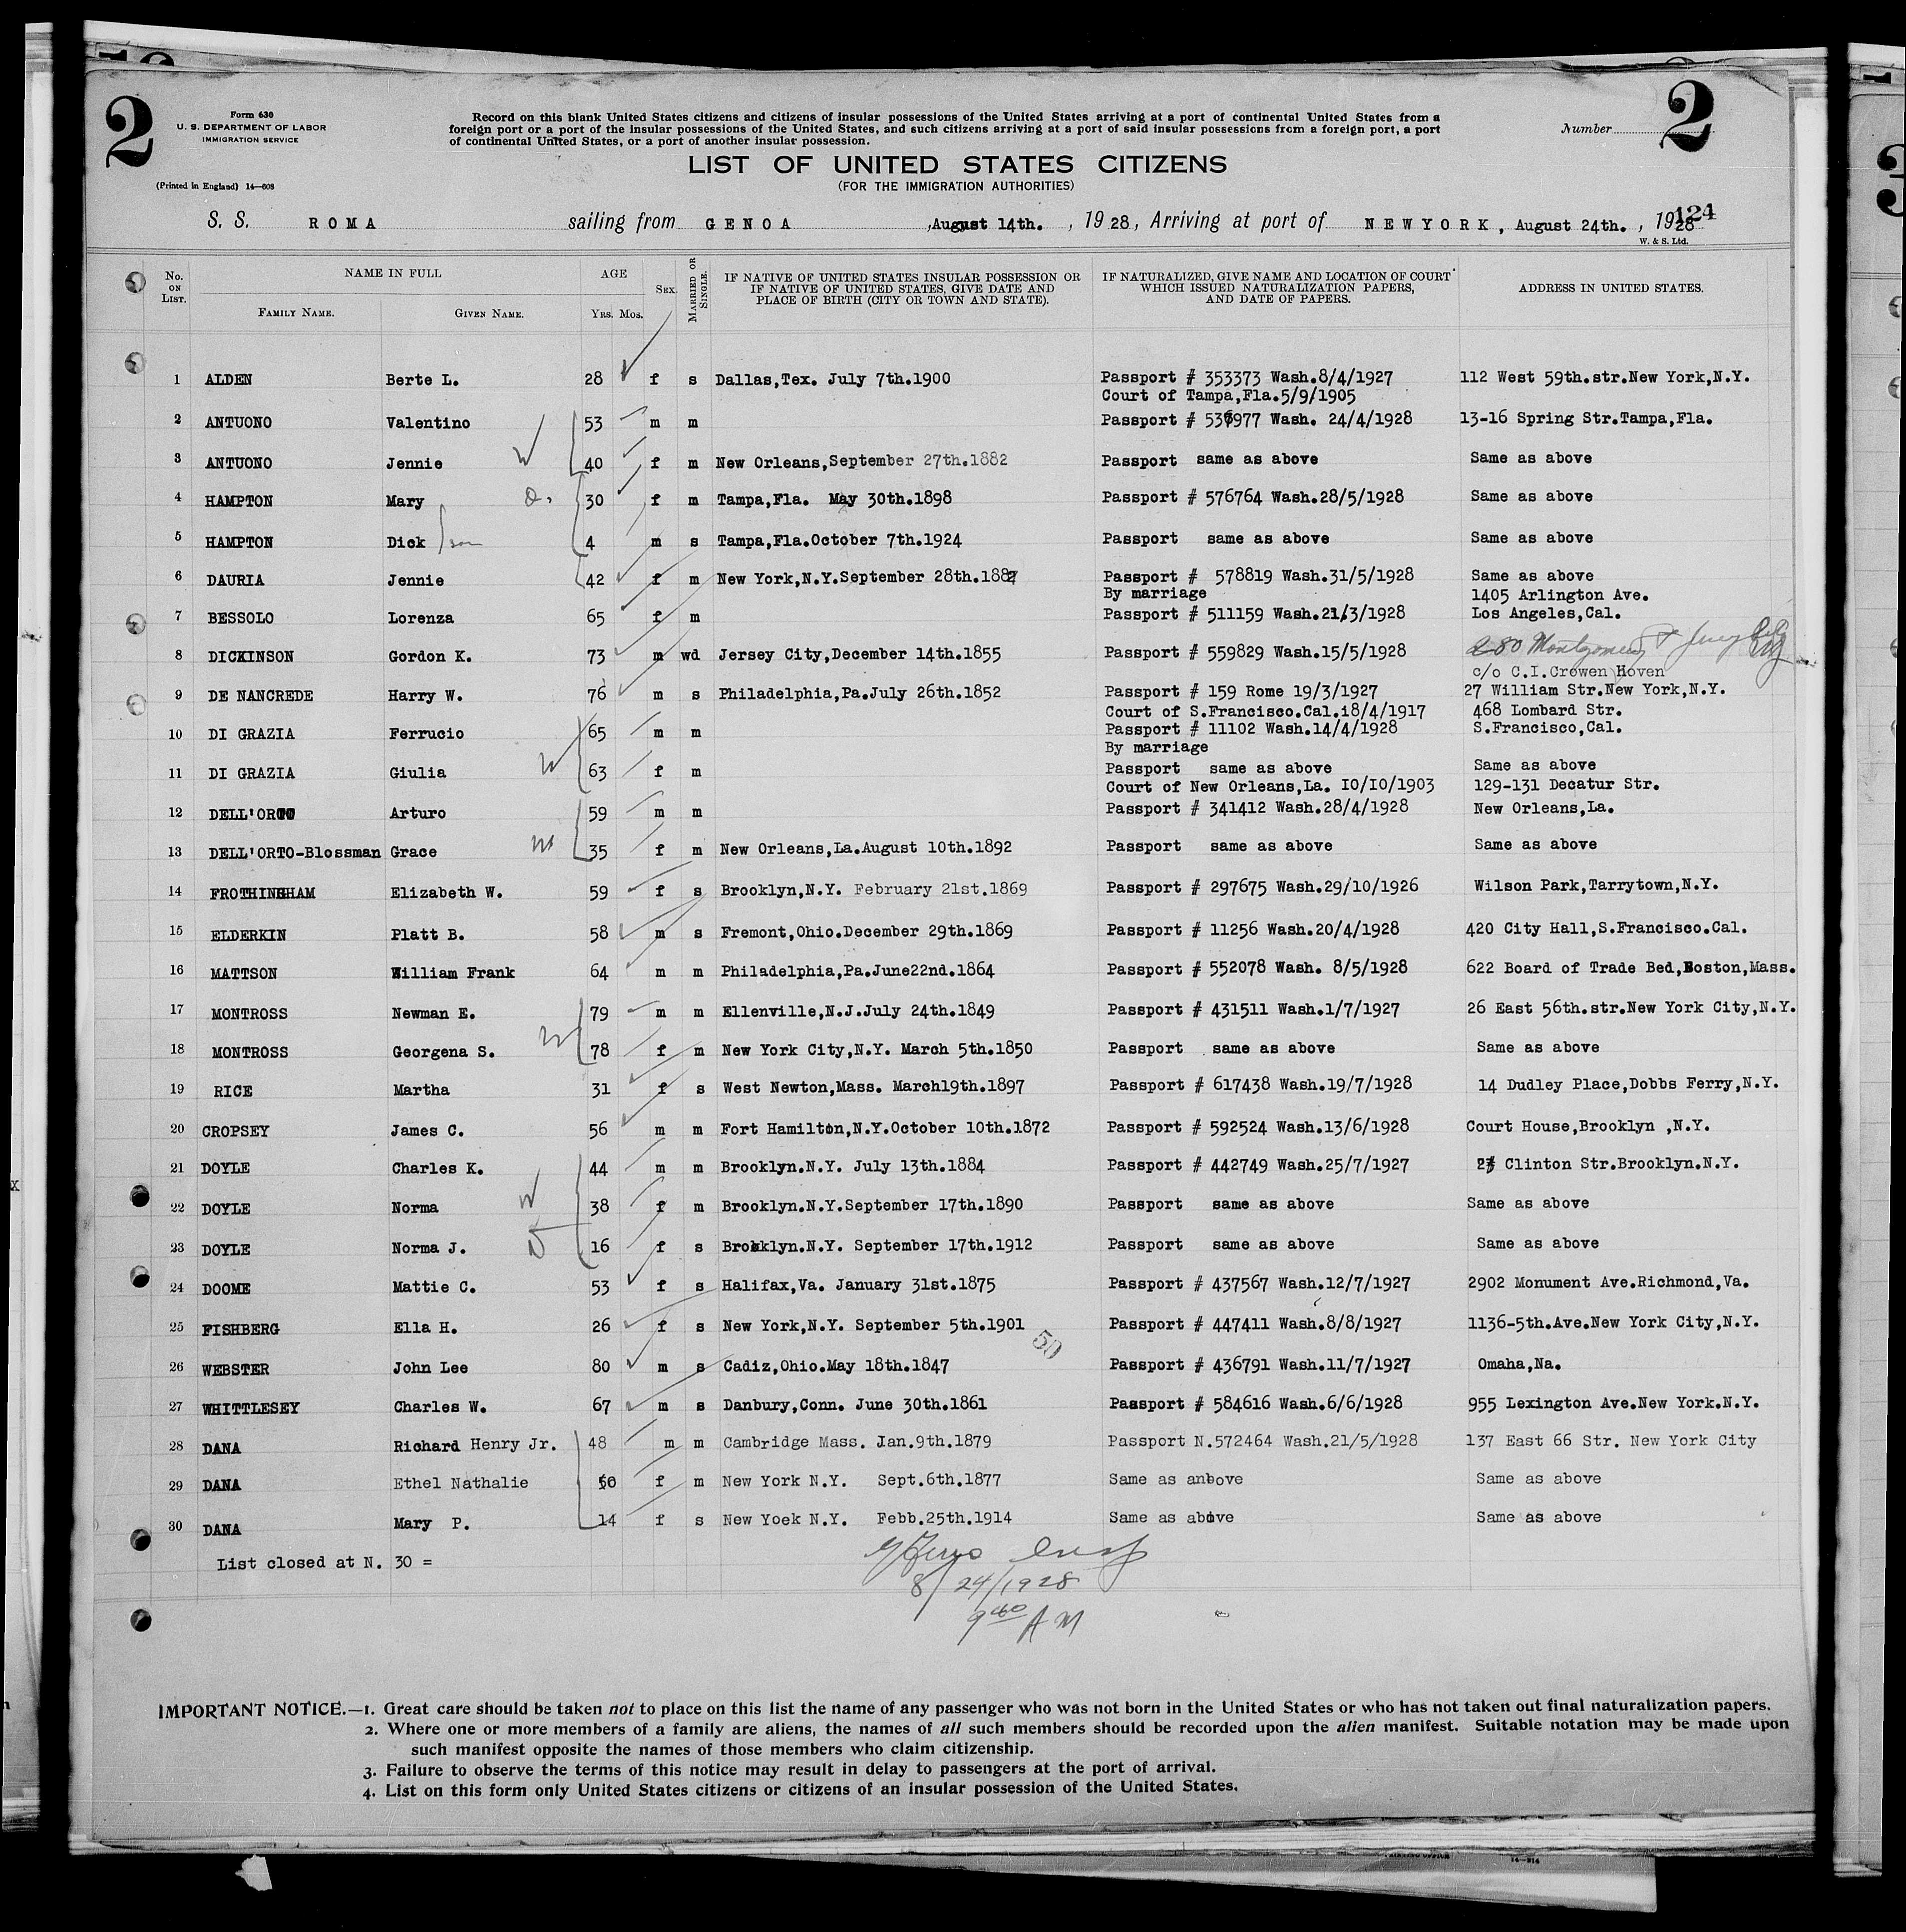 2
Form 630
U. S. DEPARTMENT OF LABOR
IMMIGRATION SERVICE
(Printed in England) 14—608
Record on this blank United States citizens and citizens of insular possessions of the United States arriving at a port of continental United States from a
foreign port or a port of the insular possessions of the United States, and such citizens arriving at a port of said insular possessions from a foreign port, a port
of continental United States, or a port of another insular possession.
Number
2
LIST OF UNITED STATES CITIZENS
(FOR THE IMMIGRATION AUTHORITIES)
S. S. ROMA sailing from GENOA ,August 14th. , 1928, Arriving at port of NEWYORK, August 24th. , 1928
124
W. & S. Ltd.
No. ON LIST. NAME IN FULL AGE SEX. MARRIED OR SINGLE. IF NATIVE OF UNITED STATES INSULAR POSSESSION OR IF NATIVE OF UNITED STATES, GIVE DATE AND PLACE OF BIRTH (CITY OR TOWN AND STATE). IF NATURALIZED, GIVE NAME AND LOCATION OF COURT WHICH ISSUED NATURALIZATION PAPERS, AND DATE OF PAPERS. ADDRESS IN UNITED STATES.
FAMILY NAME. GIVEN NAME. YRS. MOS.
1 ALDEN Berte L. 28 f s Dallas,Tex. July 7th.1900 Passport # 353373 Wash.8/4/1927 112 West 59th.str.New York,N.Y.
Court of Tampa,Fla.5/9/1905
2 ANTUONO Valentino 53 m m Passport # 536977 Wash. 24/4/1928 13-16 Spring Str.Tampa,Fla.
3 ANTUONO Jennie W 40 f m New Orleans,September 27th.1882 Passport same as above Same as above
4 HAMPTON Mary D. 30 f m Tampa,Fla. May 30th.1898 Passport # 576764 Wash.28/5/1928 Same as above
5 HAMPTON Dick son 4 m s Tampa,Fla.October 7th.1924 Passport same as above Same as above
6 DAURIA Jennie 42 f m New York,N.Y.September 28th.1887 Passport # 578819 Wash.31/5/1928 Same as above
By marriage 1405 Arlington Ave.
7 BESSOLO Lorenza 65 f m Passport # 511159 Wash.21/3/1928 Los Angeles,Cal.
280 Montgomery St Jersey City
8 DICKINSON Gordon K. 73 m wd Jersey City,December 14th.1855 Passport # 559829 Wash.15/5/1928
c/o C.I.Crowen Hoven
9 DE NANCREDE Harry W. 76 m s Philadelphia,Pa.July 26th.1852 Passport # 159 Rome 19/3/1927 27 William Str.New York,N.Y.
Court of S.Francisco.Cal.i8/4/1917 468 Lombard Str.
10 DI GRAZIA Ferrucio 65 m m Passport # 11102 Wash.14/4/1928 S.Francisco,Cal.
By marriage
11 DI GRAZIA Giulia W 63 f m Passport same as above Same as above
Court of New Orleans,La. IO/IO/1903 129-131 Decatur Str.
12 DELL'ORTO Arturo 59 m m Passport # 341412 Wash.28/4/1928 New Orleans,La.
13 DELL'ORTO-Blossman Grace W 35 f m New Orleans,La.August 10th.1892 Passport same as above Same as above
14 FROTHINGHAM Elizabeth W. 59 f s Brooklyn,N.Y. February 21st.1869 Passport # 297675 Wash.29/10/1926 Wilson Park,Tarrytown,N.Y.
15 ELDERKIN Platt B. 58 m s Fremont,Ohio.December 29th.1869 Passport # 11256 Wash.20/4/1928 420 City Hall,S.Francisco.Cal.
16 MATTSON William Frank 64 m m Philadelphia,Pa.June22nd.1864 Passport # 552078 Wash. 8/5/1928 622 Board of Trade Bed,Boston,Mass.
17 MONTROSS Newman E. 79 m m Ellenville,N.J.July 24th.1849 Passport # 431511 Wash.1/7/1927 26 East 56th.str.New York City,N.Y.
18 MONTROSS Georgena S. W 78 f m New York City,N.Y. March 5th.1850 Passport same as above Same as above
19 RICE Martha 31 f s West Newton,Mass. March19th.1897 Passport # 617438 Wash.19/7/1928 14 Dudley Place,Dobbs Ferry,N.Y.
20 CROPSEY James C. 56 m m Fort Hamilton,N.Y.October 10th.1872 Passport # 592524 Wash.13/6/1928 Court House,Brooklyn ,N.Y.
21 DOYLE Charles K. 44 m m Brooklyn.N.Y. July 13th.1884 Passport # 442749 Wash.25/7/1927 Clinton Str.Brooklyn.N.Y.
22 DOYLE Norma W 38 f m Brooklyn.N.Y.September 17th.1890 Passport same as above Same as above
23 DOYLE Norma J. D 16 f s Brooklyn.N.Y. September 17th.1912 Passport same as above Same as above
24 DOOME Mattie C. 53 f s Halifax,Va. January 31st.1875 Passport # 437567 Wash.12/7/1927 2902 Monument Ave.Richmond,Va.
25 FISHBERG Ella H. 26 f s New York,N.Y. September 5th.1901 Passport # 447411 Wash.8/8/1927 1136-5th.Ave.New York City,N.Y.
50
26 WEBSTER John Lee 80 m s Cadiz,Ohio.May 18th.1847 Passport # 436791 Wash.11/7/1927 Omaha,Na.
27 WHITTLESEY Charles W. 67 m s Danbury,Conn. June 30th.1861 Passport # 584616 Wash.6/6/1928 955 Lexington Ave.New York.N.Y.
28 DANA Richard Henry Jr. 48 m m Cambridge Mass. Jan.9th.1879 Passport N.572464 Wash.21/5/1928 137 East 66 Str. New York City
29 DANA Ethel Nathalie 50 f m New York N.Y. Sept.6th.1877 Same as anbove Same as above
30 DANA Mary P. 14 f s New Yoek N.Y. Febb.25th.1914 Same as above Same as above
List closed at N. 30 =
8/24/1928
9 40 AM
IMPORTANT NOTICE.—1. Great care should be taken not to place on this list the name of any passenger who was not born in the United States or who has not taken out final naturalization papers.
2. Where one or more members of a family are aliens, the names of all such members should be recorded upon the alien manifest. Suitable notation may be made upon
such manifest opposite the names of those members who claim citizenship.
3. Failure to observe the terms of this notice may result in delay to passengers at the port of arrival.
4. List on this form only United States citizens or citizens of an insular possession of the United States.